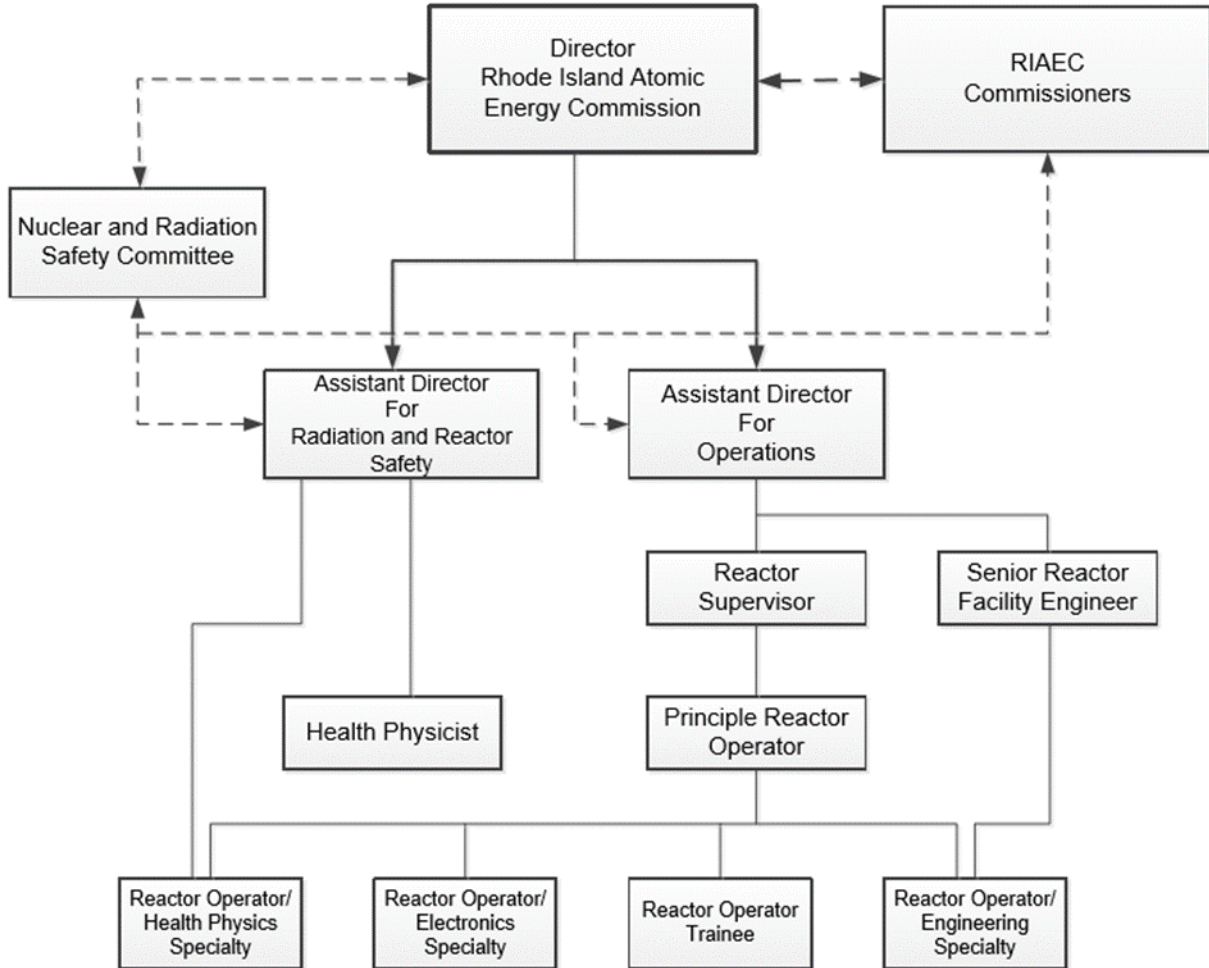 Director
Rhode Island Atomic
Energy Commission
RIAEC
Commissioners
Nuclear and Radiation
Safety Committee
Assistant Director
For
Radiation and Reactor
Safety
Assistant Director
For
Operations
Reactor
Supervisor
Senior Reactor
Facility Engineer
Health Physicist
Principle Reactor
Operator
Reactor Operator/
Health Physics
Specialty
Reactor Operator/
Electronics
Specialty
Reactor Operator
Trainee
Reactor Operator/
Engineering
Specialty